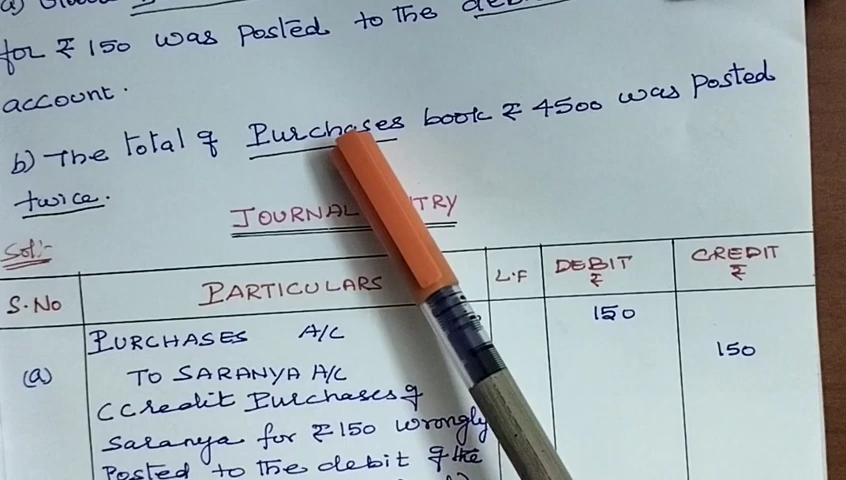 a)
for ₹ 150 was posted to the debit
account.
b) The total of Purchases book ₹ 4500 was posted
twice.
JOURNAL ENTRY
Sol:-
S.NO PARTICULARS L.F DEBIT ₹ CREDIT ₹
PURCHASES A/C 150
(a) TO SARANYA A/C 150
(Credit Purchases of
Saranya for ₹ 150 wrongly
Posted to the debit of the